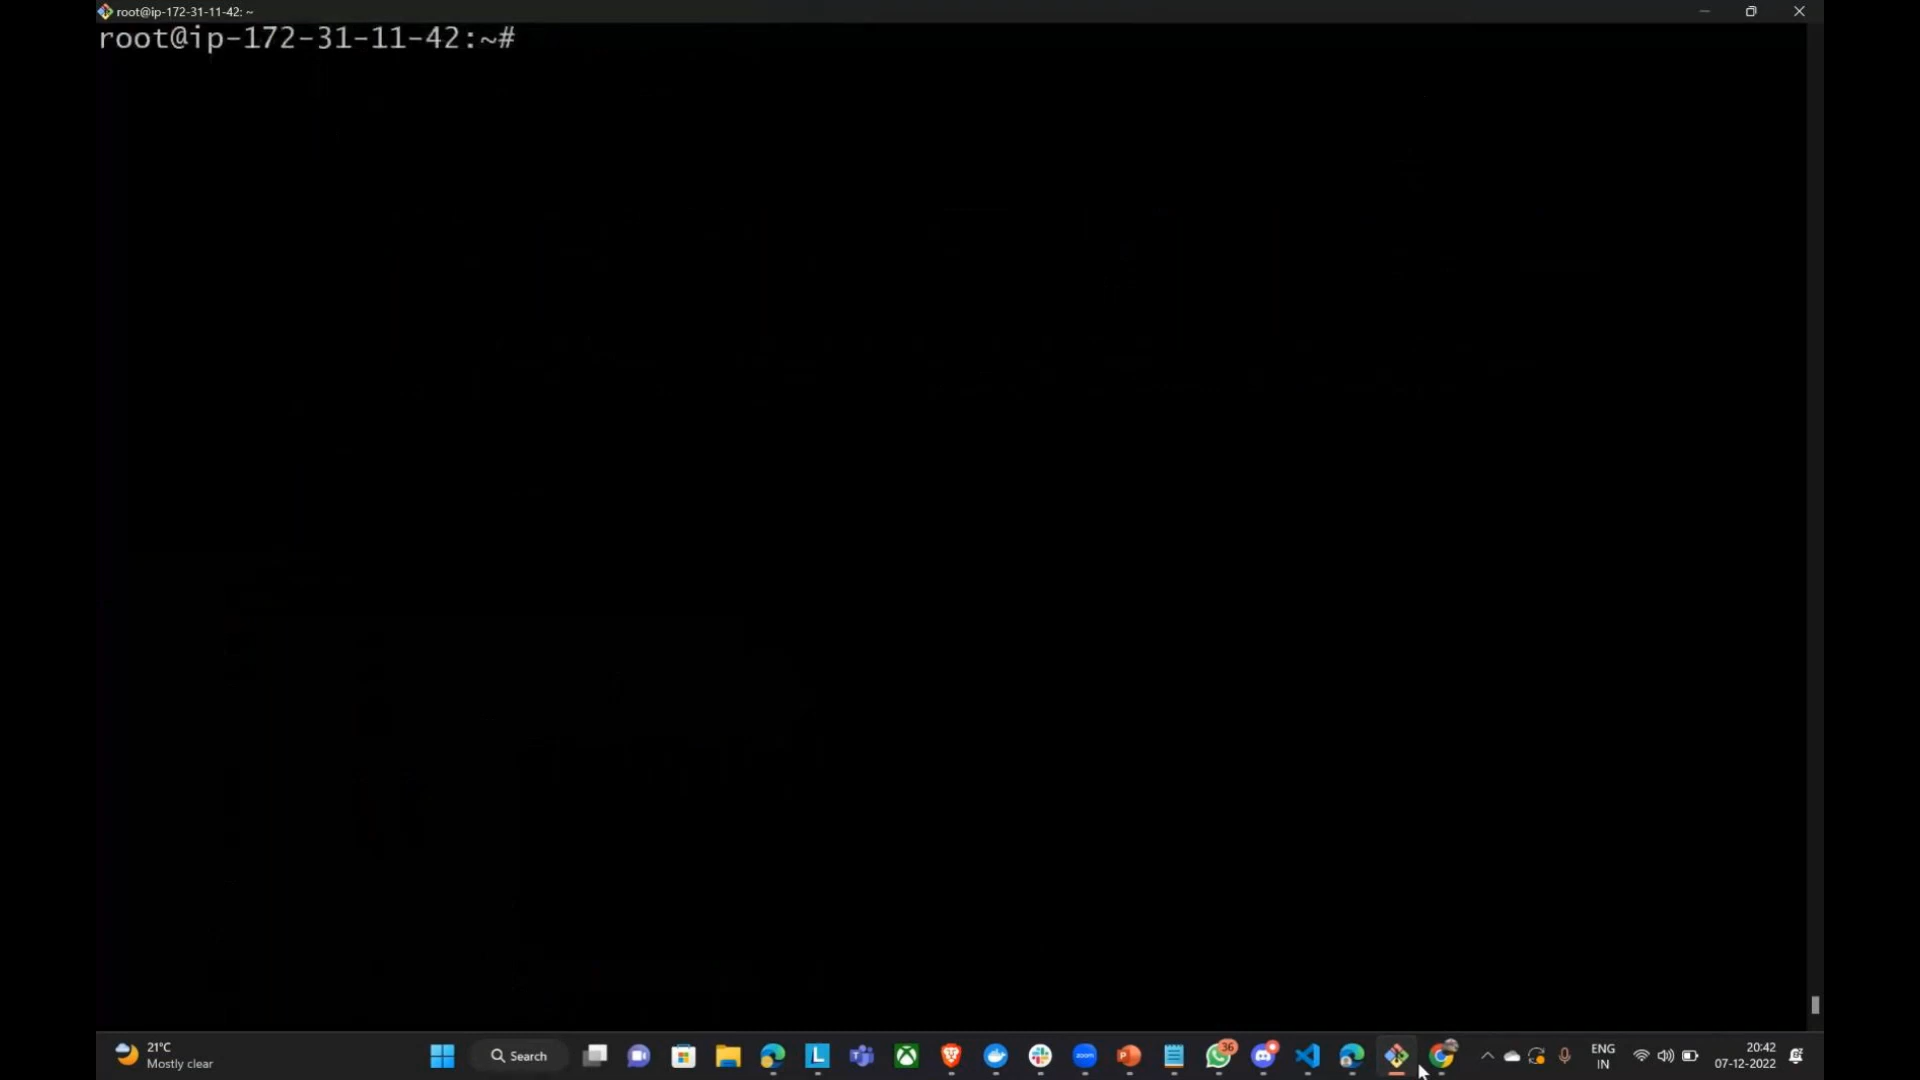 root@ip-172-31-11-42: ~
root@ip-172-31-11-42:~#
21°C
Mostly clear
Search
L
zoom
P
36
ENG
IN
20:42
07-12-2022